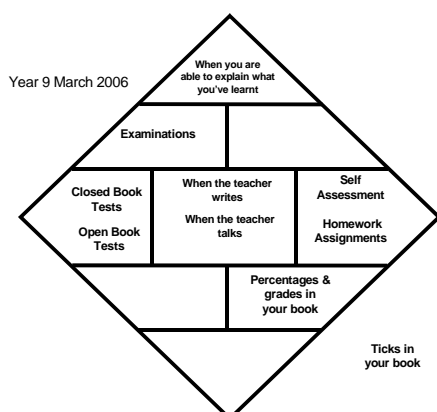 When you are
able to explain what
you've learnt
Year 9 March 2006
Examinations
Closed Book
Tests
Open Book
Tests
When the teacher
writes
When the teacher
talks
Self
Assessment
Homework
Assignments
Percentages &
grades in
your book
Ticks in
your book